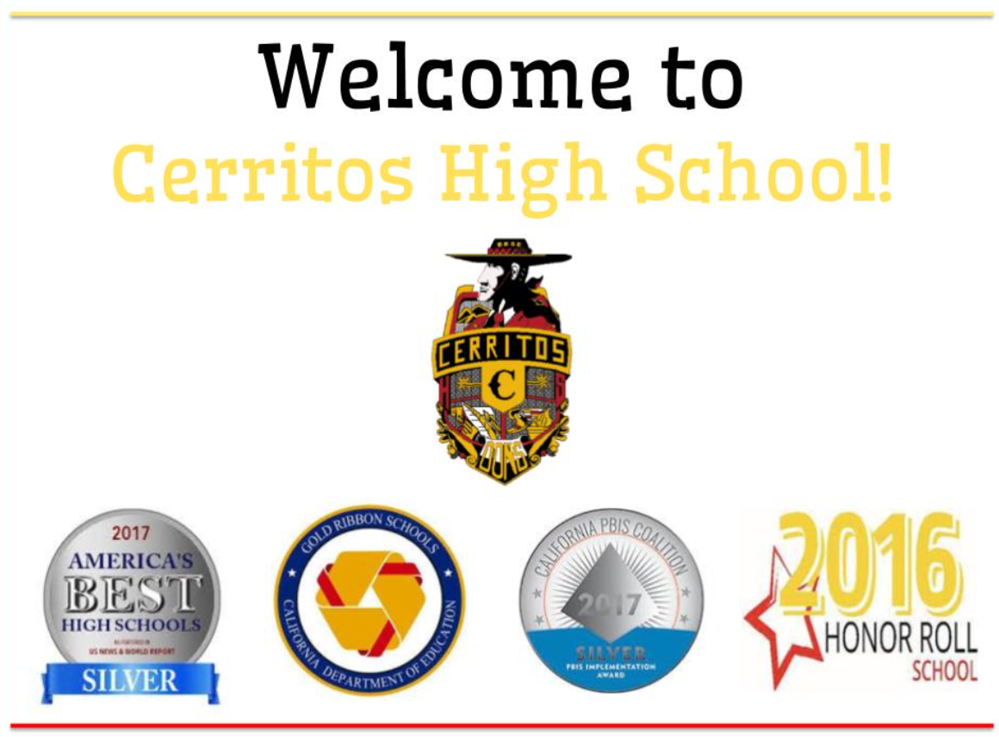 Welcome to
Cerritos High School!
CERRITOS
H C S
DONS
2017
AMERICA'S
BEST
HIGH SCHOOLS
AS FEATURED IN
US NEWS & WORLD REPORT
SILVER
GOLD RIBBON SCHOOLS
CALIFORNIA DEPARTMENT OF EDUCATION
CALIFORNIA PBIS COALITION
2017
SILVER
PBIS IMPLEMENTATION
AWARD
2016
HONOR ROLL
SCHOOL